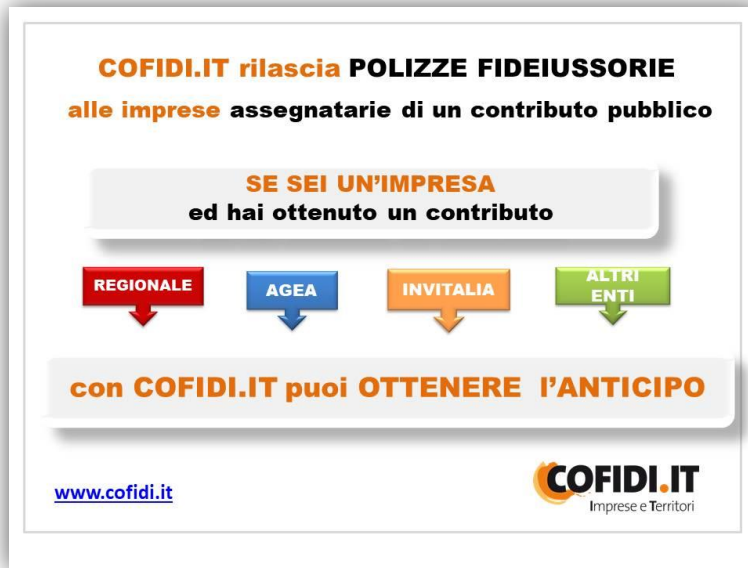 COFIDI.IT rilascia POLIZZE FIDEIUSSORIE
alle imprese assegnatarie di un contributo pubblico
SE SEI UN'IMPRESA
ed hai ottenuto un contributo
REGIONALE
AGEA
INVITALIA
ALTRI
ENTI
con COFIDI.IT puoi OTTENERE l'ANTICIPO
www.cofidi.it
COFIDI.IT
Imprese e Territori